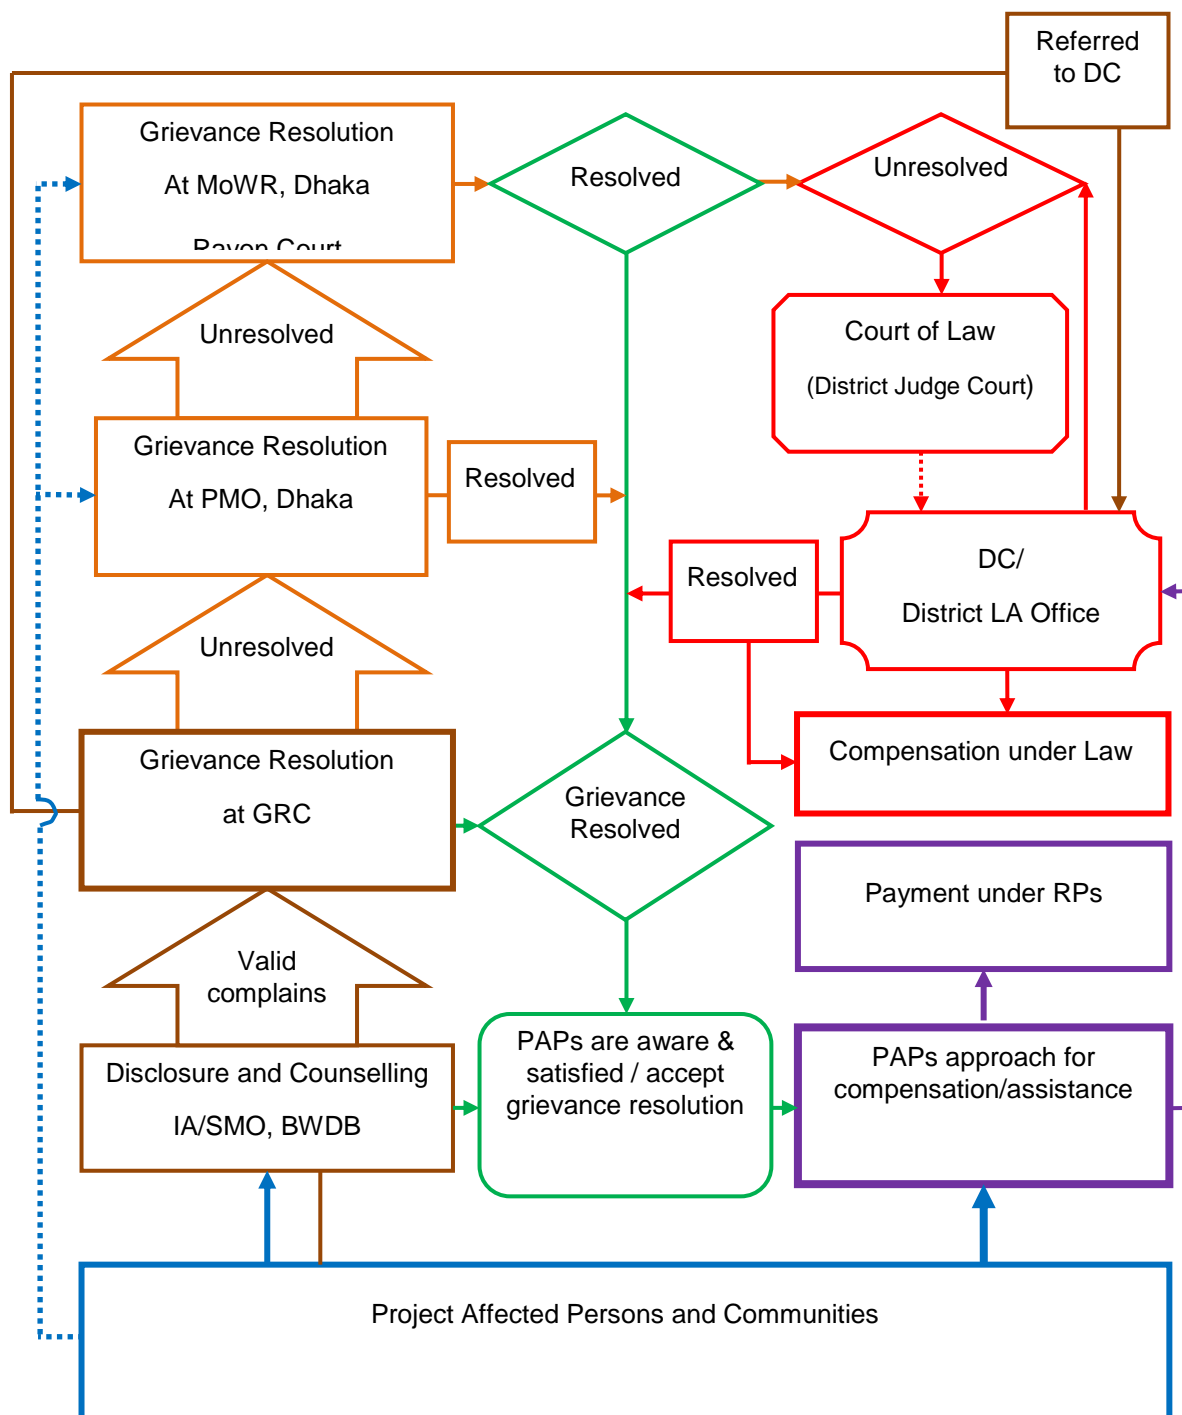 Referred
to DC
Grievance Resolution
At MoWR, Dhaka
Resolved
Unresolved
Unresolved
Court of Law
(District Judge Court)
Grievance Resolution
At PMO, Dhaka
Resolved
DC/
District LA Office
Resolved
Unresolved
Grievance Resolution
at GRC
Compensation under Law
Grievance
Resolved
Payment under RPs
Valid
complains
Disclosure and Counselling
IA/SMO, BWDB
PAPs are aware &
satisfied / accept
grievance resolution
PAPs approach for
compensation/assistance
Project Affected Persons and Communities